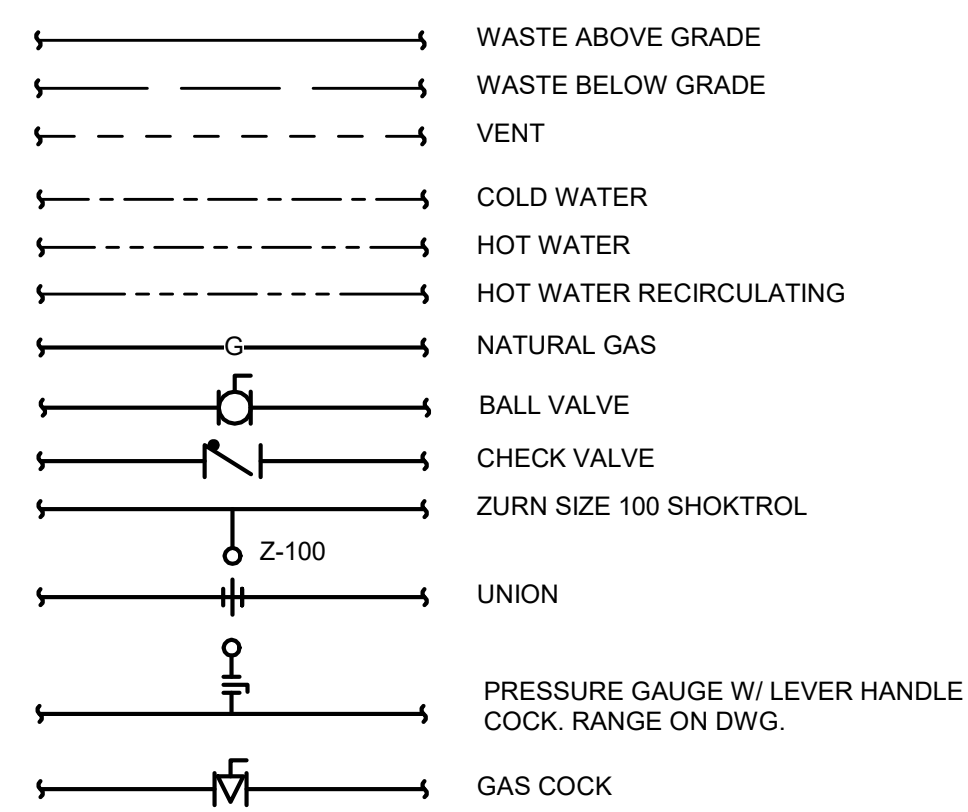 WASTE ABOVE GRADE
WASTE BELOW GRADE
VENT
COLD WATER
HOT WATER
HOT WATER RECIRCULATING
G
NATURAL GAS
BALL VALVE
CHECK VALVE
ZURN SIZE 100 SHOKTROL
Z-100
UNION
PRESSURE GAUGE W/ LEVER HANDLE
COCK. RANGE ON DWG.
GAS COCK